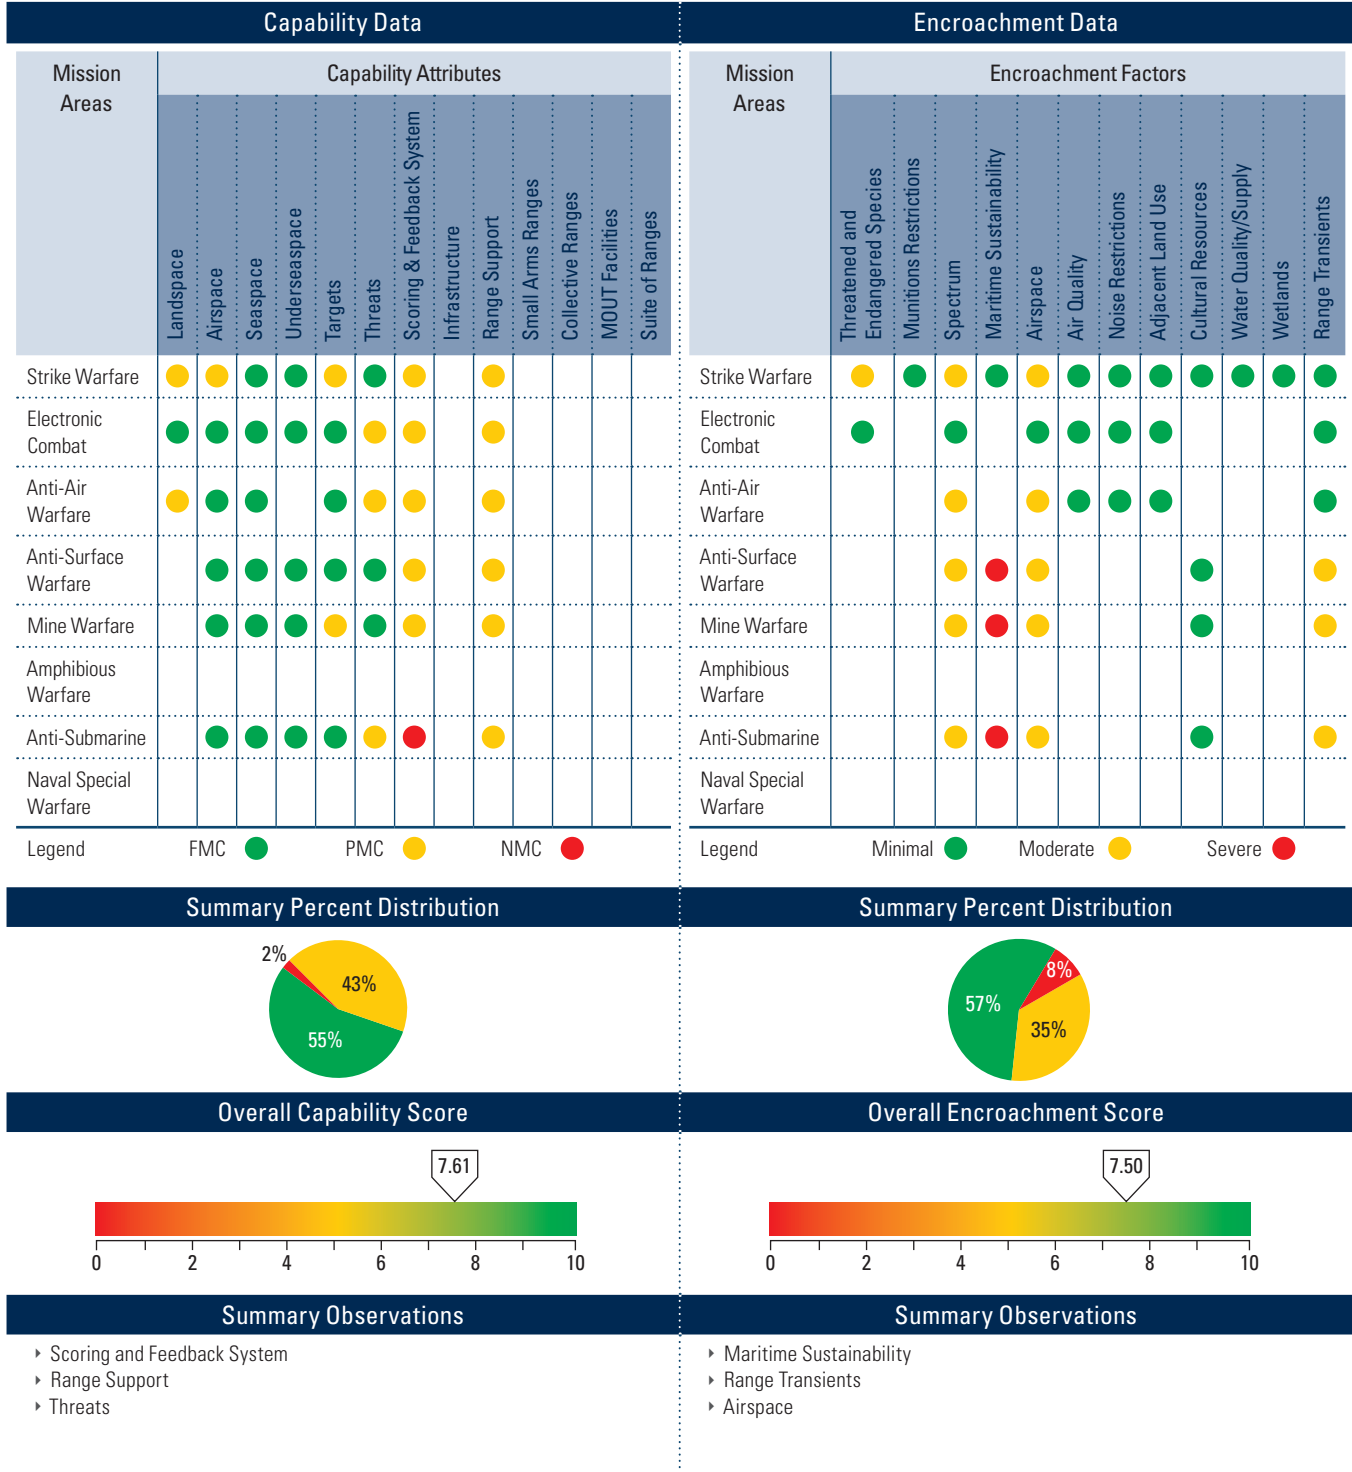 Capability Data
Mission
Areas
Capability Attributes
Landspace
Airspace
Seaspace
Underseaspace
Targets
Threats
Scoring & Feedback System
Infrastructure
Range Support
Small Arms Ranges
Collective Ranges
MOUT Facilities
Suite of Ranges
Strike Warfare
Electronic
Combat
Anti-Air
Warfare
Anti-Surface
Warfare
Mine Warfare
Amphibious
Warfare
Anti-Submarine
Naval Special
Warfare
Legend FMC PMC NMC
Summary Percent Distribution
2%
43%
55%
Overall Capability Score
7.61
0 2 4 6 8 10
Summary Observations
Scoring and Feedback System
Range Support
Threats
Encroachment Data
Mission
Areas
Encroachment Factors
Threatened and
Endangered Species
Munitions Restrictions
Spectrum
Maritime Sustainability
Airspace
Air Quality
Noise Restrictions
Adjacent Land Use
Cultural Resources
Water Quality/Supply
Wetlands
Range Transients
Strike Warfare
Electronic
Combat
Anti-Air
Warfare
Anti-Surface
Warfare
Mine Warfare
Amphibious
Warfare
Anti-Submarine
Naval Special
Warfare
Legend Minimal Moderate Severe
Summary Percent Distribution
8%
57%
35%
Overall Encroachment Score
7.50
0 2 4 6 8 10
Summary Observations
Maritime Sustainability
Range Transients
Airspace